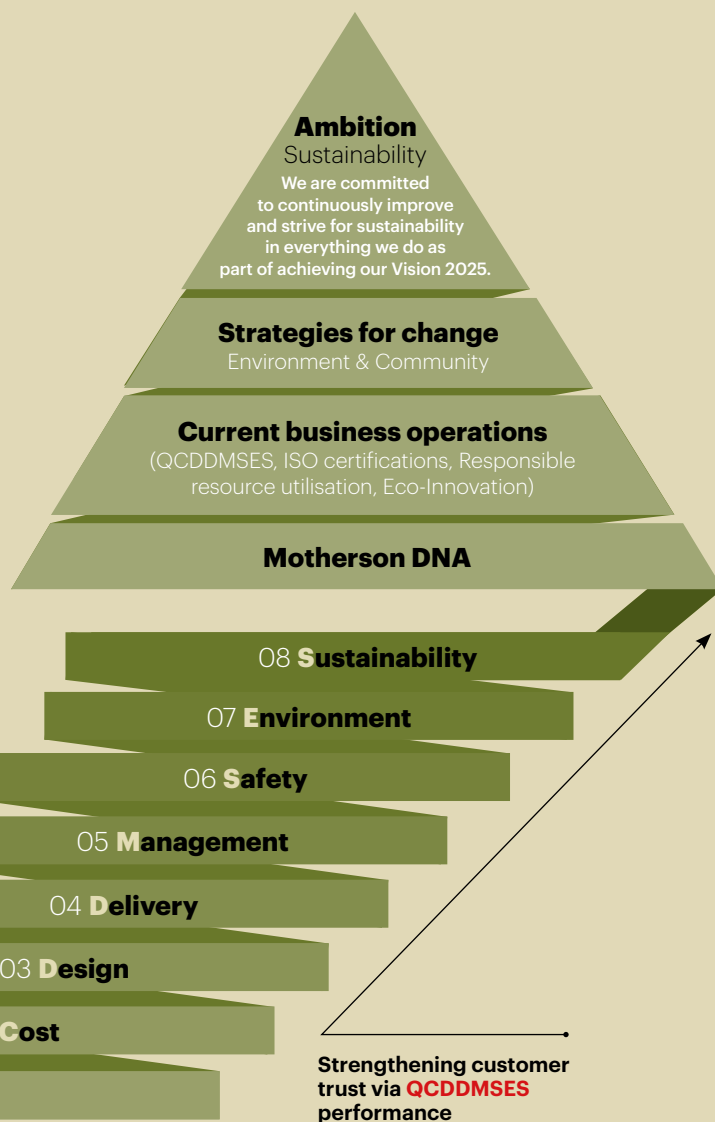 Ambition
Sustainability
We are committed
to continuously improve
and strive for sustainability
in everything we do as
part of achieving our Vision 2025.
Strategies for change
Environment & Community
Current business operations
(QCDDMSES, ISO certifications, Responsible
resource utilisation, Eco-Innovation)
Motherson DNA
08 Sustainability
07 Environment
06 Safety
05 Management
04 Delivery
03 Design
Cost
Strengthening customer
trust via QCDDMSES
performance